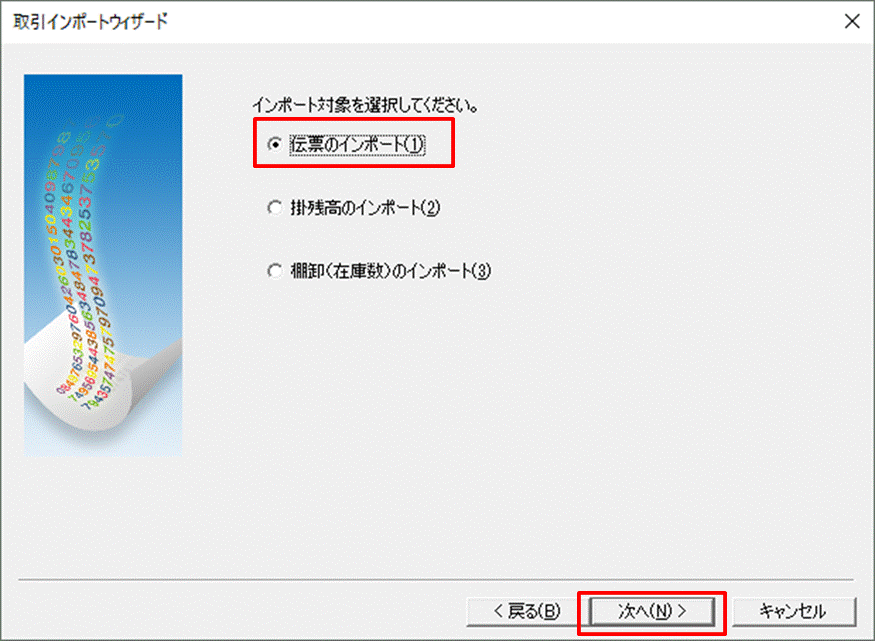 取引インポートウィザード
インポート対象を選択してください。
伝票のインポート(1)
掛残高のインポート(2)
棚卸(在庫数)のインポート(3)
< 戻る(B)
次へ(N) >
キャンセル